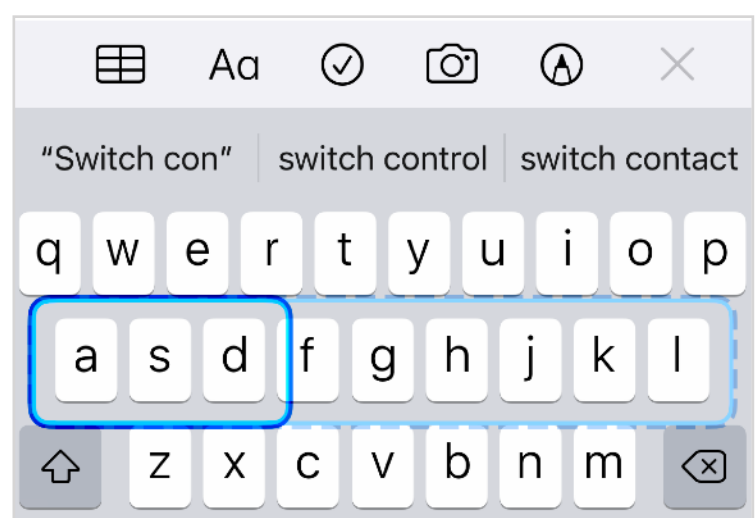 Aa
“Switch con” switch control switch contact
q w e r t y u i o p
a s d f g h j k l
z x c v b n m